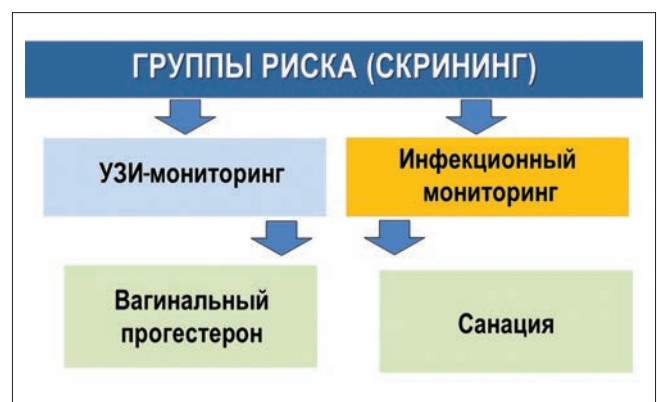 ГРУППЫ РИСКА (СКРИНИНГ)
УЗИ-мониторинг
Инфекционный
мониторинг
Вагинальный
прогестерон
Санация